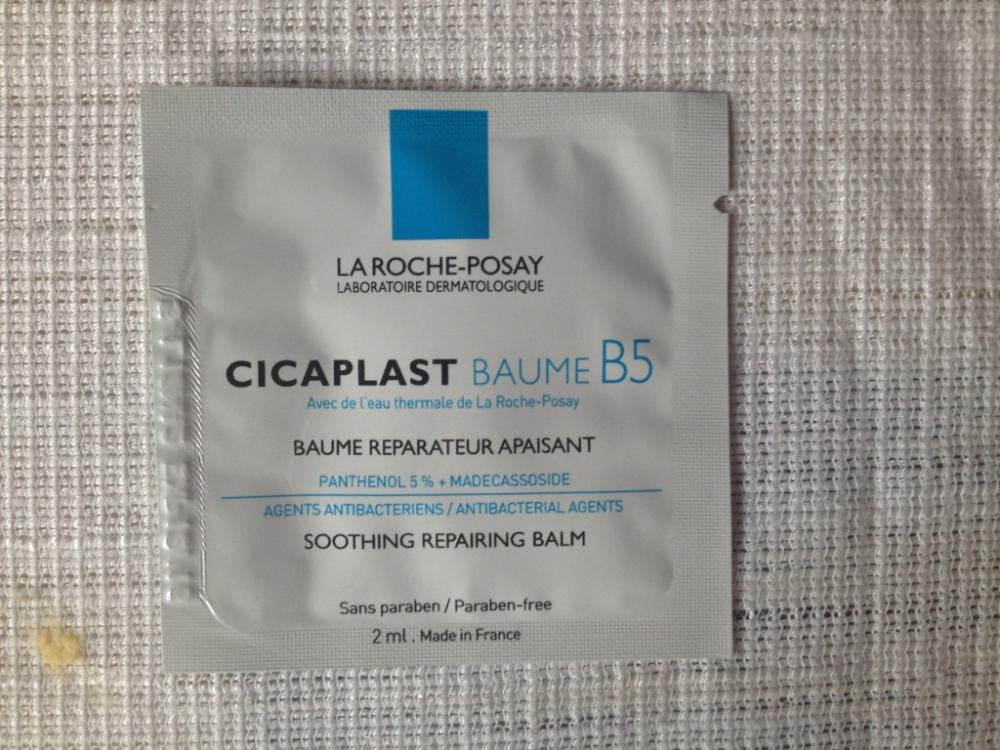 LA ROCHE-POSAY
LABORATOIRE DERMATOLOGIQUE
CICAPLAST BAUME B5
Avec de l'eau thermale de La Roche-Posay
BAUME REPARATEUR APAISANT
PANTHENOL 5 % + MADECASSOSIDE
AGENTS ANTIBACTERIENS / ANTIBACTERIAL AGENTS
SOOTHING REPAIRING BALM
Sans paraben / Paraben-free
2 ml . Made in France